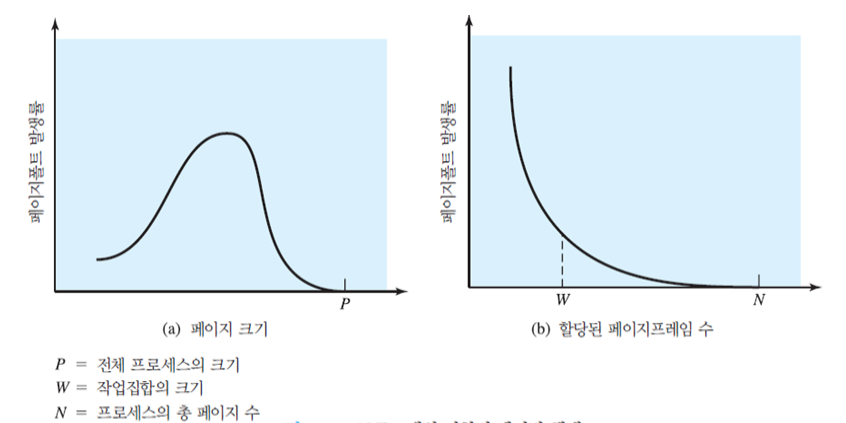 페이지폴트 발생률
P
(a) 페이지 크기
페이지폴트 발생률
W
N
(b) 할당된 페이지프레임 수
P = 전체 프로세스의 크기
W = 작업집합의 크기
N = 프로세스의 총 페이지 수